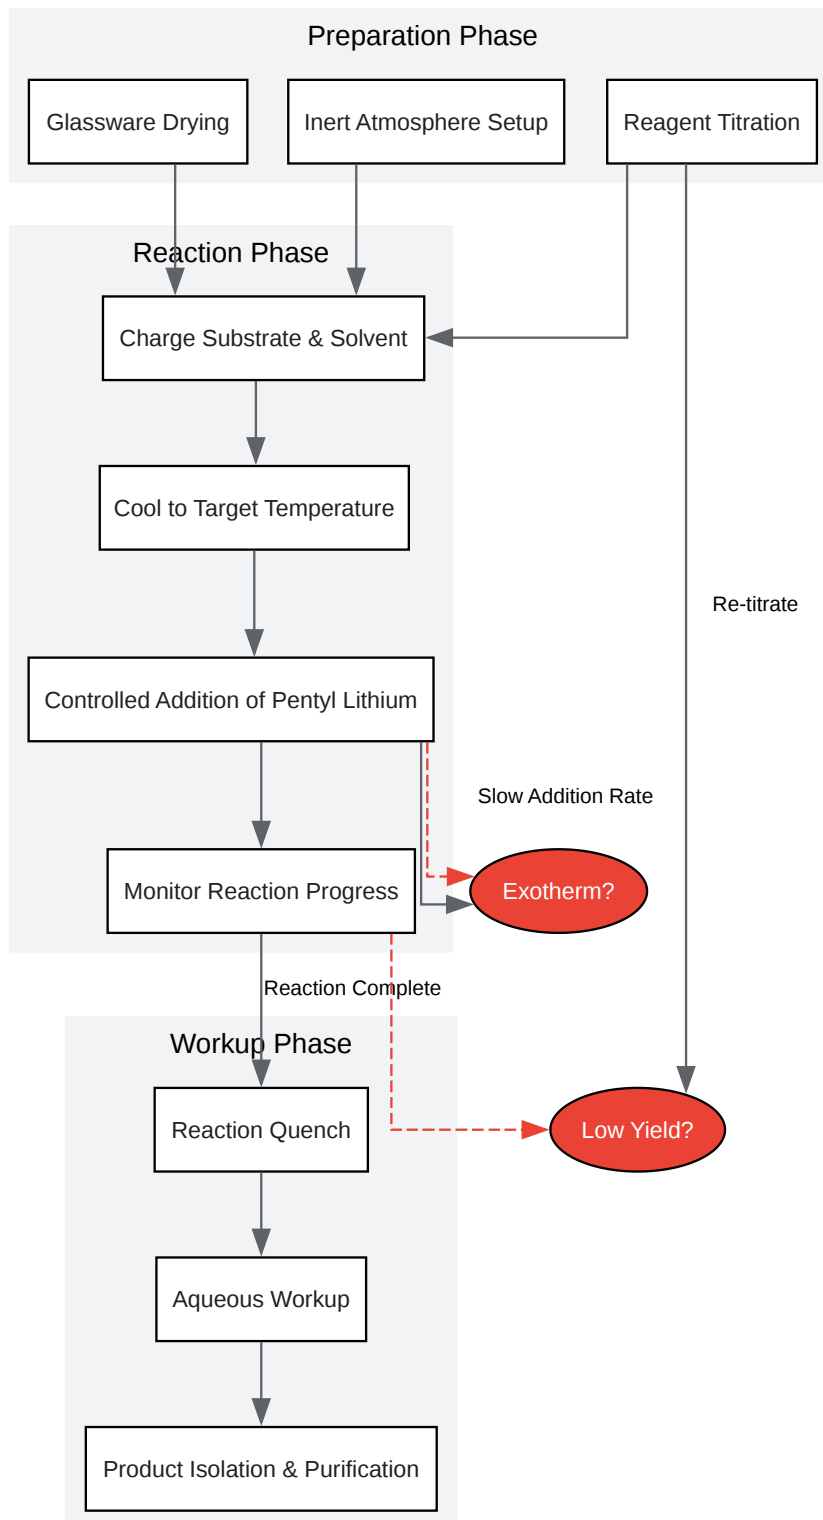 Preparation Phase
Glassware Drying
Inert Atmosphere Setup
Reagent Titration
Reaction Phase
Charge Substrate & Solvent
Cool to Target Temperature
Re-titrate
Controlled Addition of Pentyl Lithium
Slow Addition Rate
Monitor Reaction Progress
Exotherm?
Reaction Complete
Workup Phase
Reaction Quench
Low Yield?
Aqueous Workup
Product Isolation & Purification